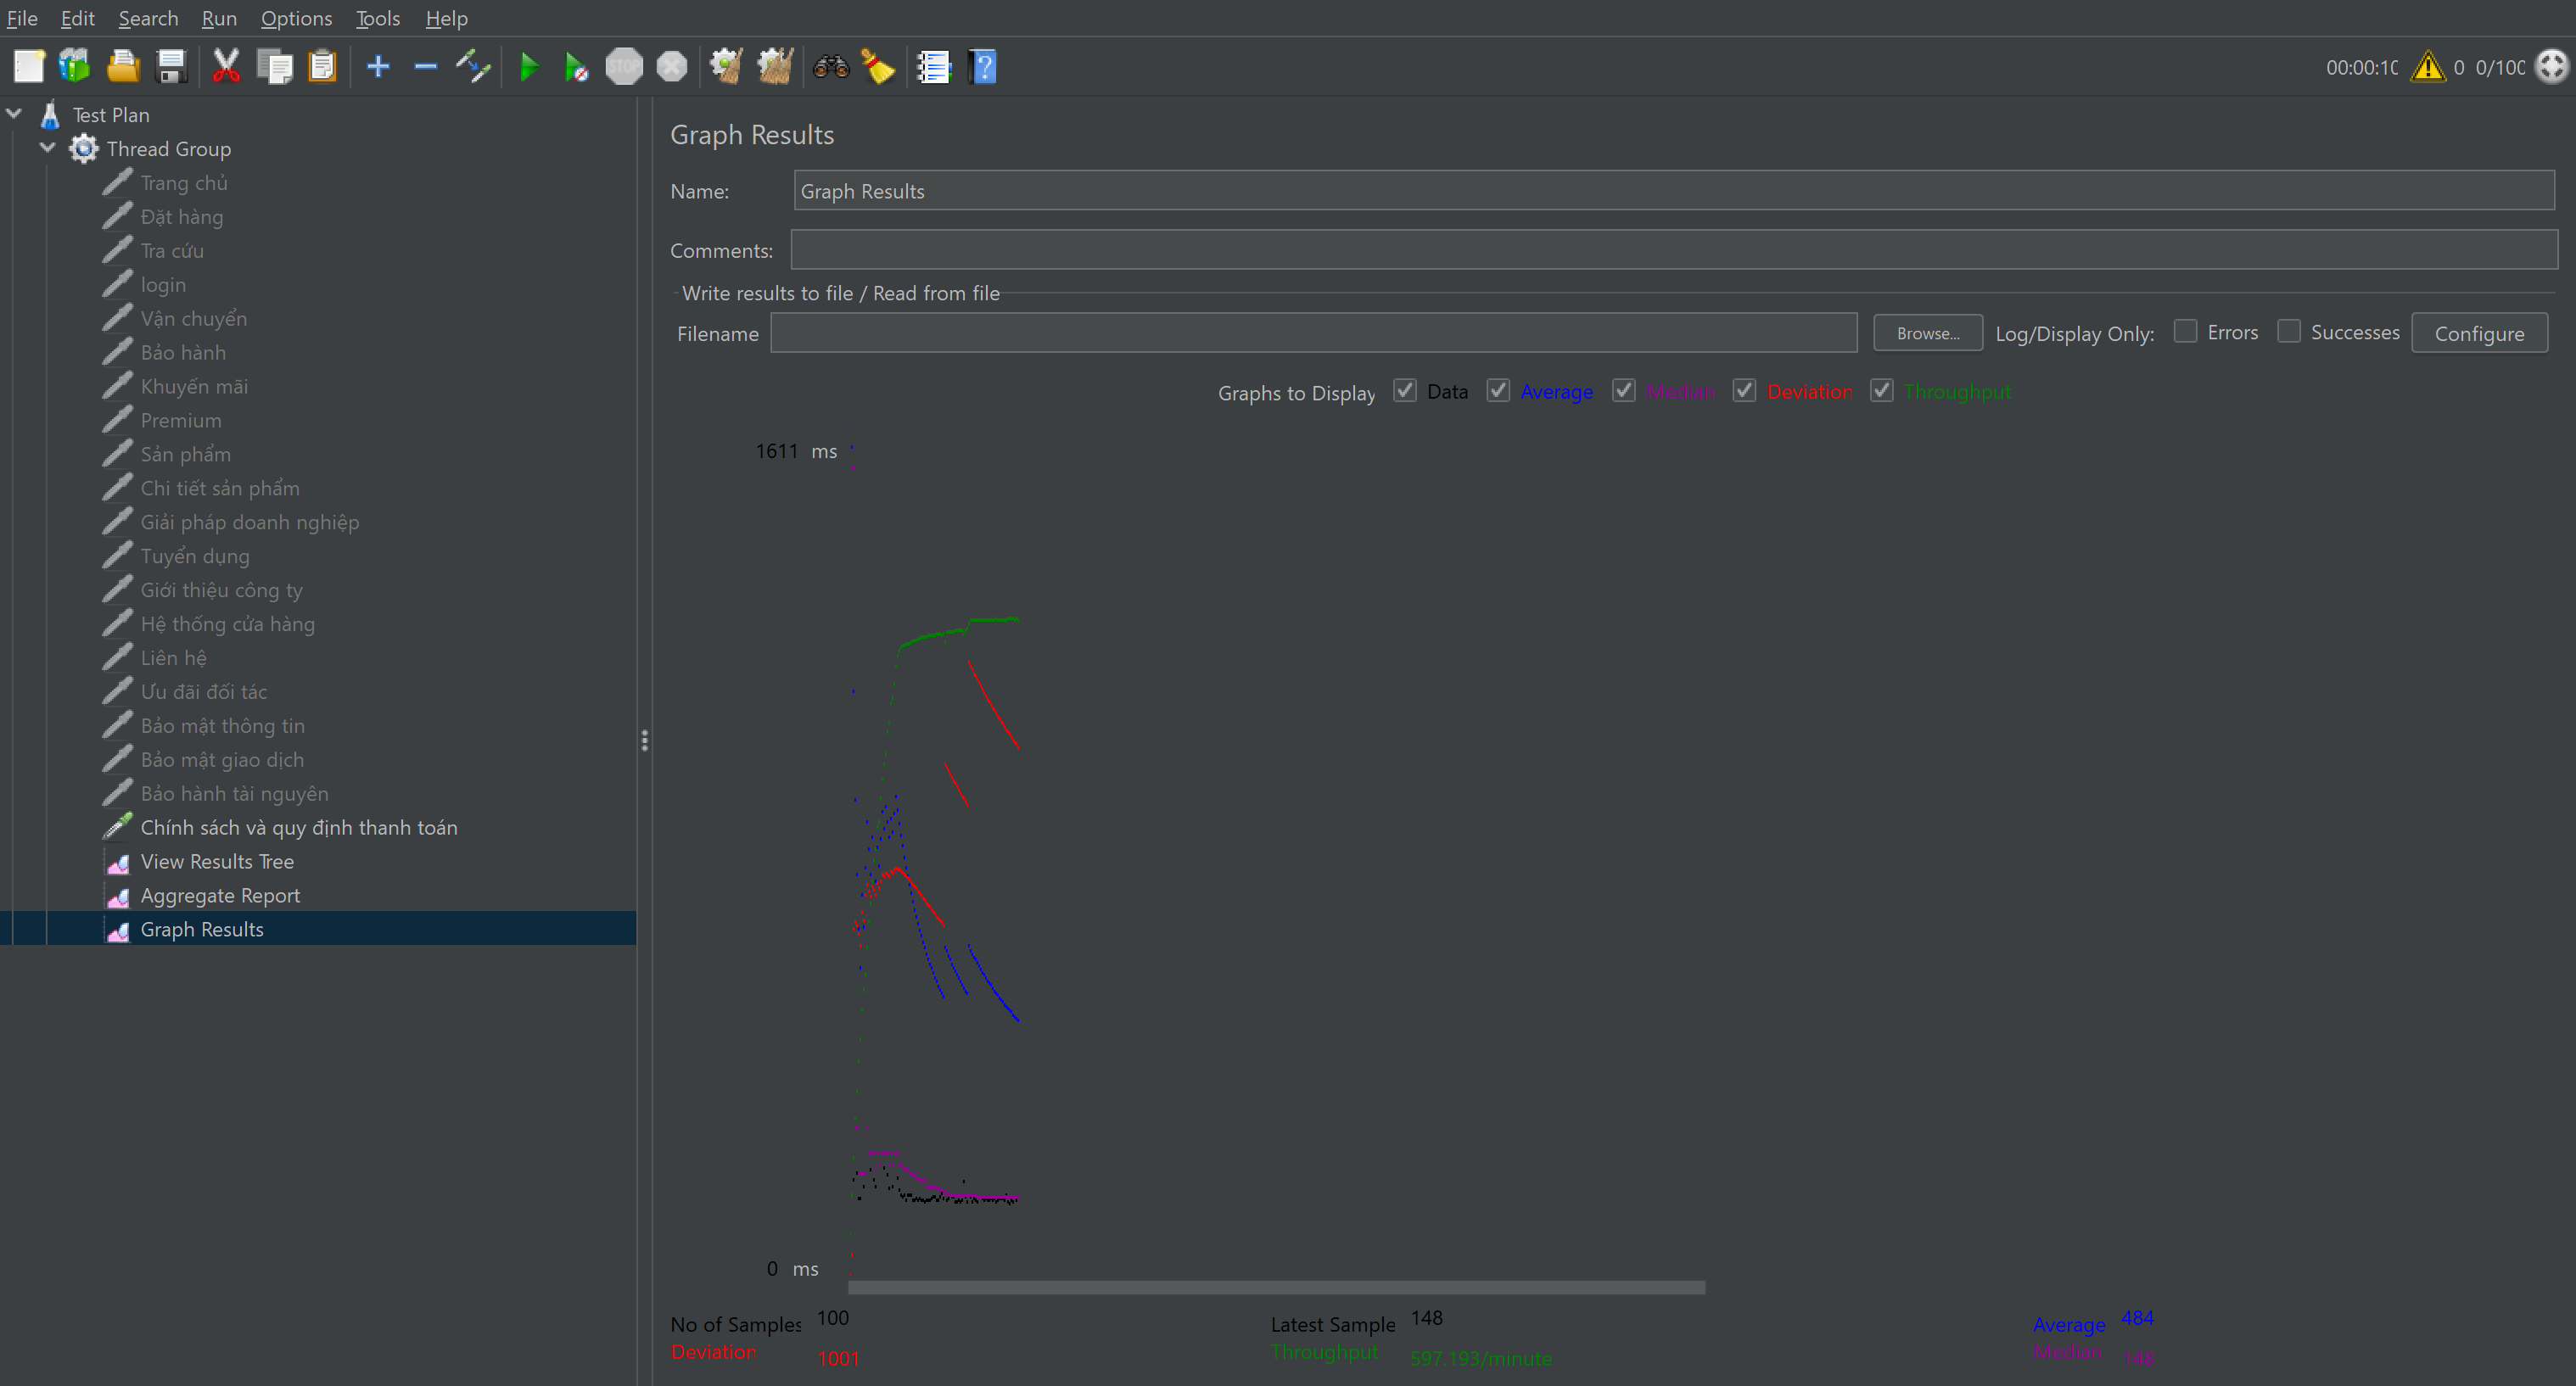 File Edit Search Run Options Tools Help
00:00:10 0 0/100
Test Plan
Thread Group
Trang chủ
Đặt hàng
Tra cứu
login
Vận chuyển
Bảo hành
Khuyến mãi
Premium
Sản phẩm
Chi tiết sản phẩm
Giải pháp doanh nghiệp
Tuyển dụng
Giới thiệu công ty
Hệ thống cửa hàng
Liên hệ
Ưu đãi đối tác
Bảo mật thông tin
Bảo mật giao dịch
Bảo hành tài nguyên
Chính sách và quy định thanh toán
View Results Tree
Aggregate Report
Graph Results
Graph Results
Name: Graph Results
Comments:
Write results to file / Read from file
Filename Browse... Log/Display Only: Errors Successes Configure
Graphs to Display Data Average Median Deviation Throughput
1611 ms
0 ms
No of Samples 100 Latest Sample 148 Average 484
Deviation 1001 Throughput 597.193/minute Median 148